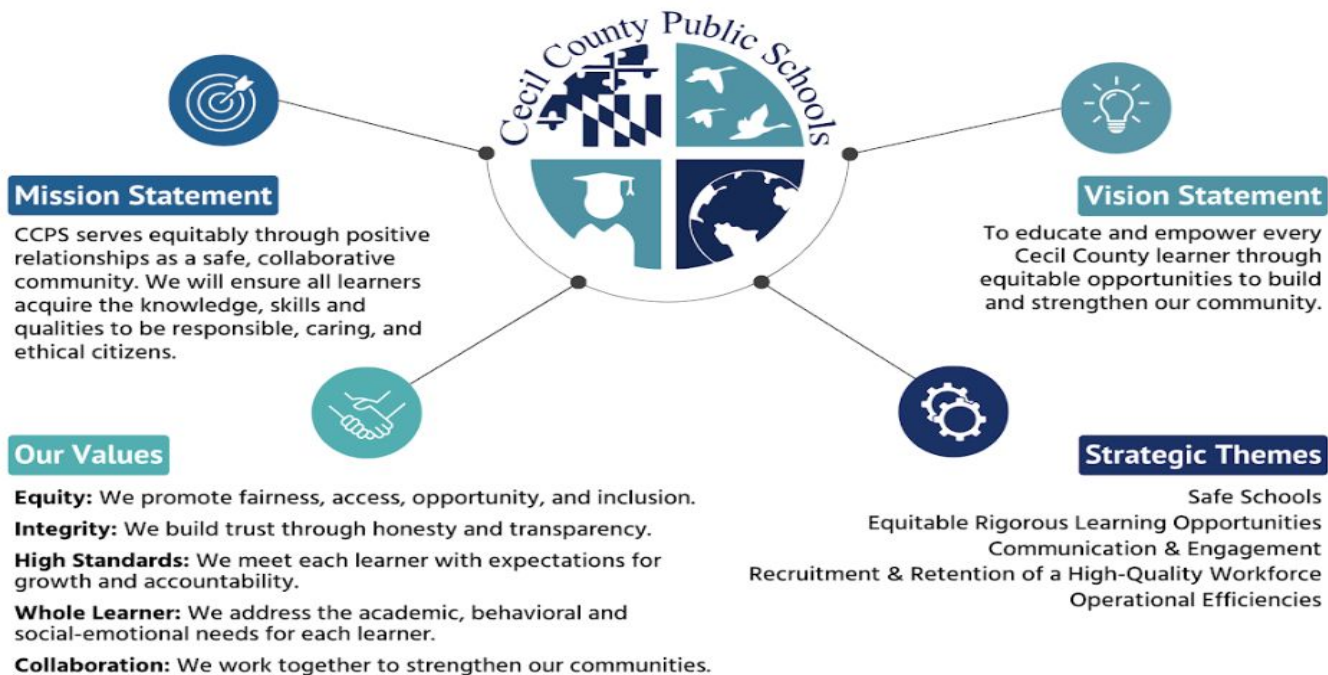 Cecil County Public Schools
Mission Statement
CCPS serves equitably through positive
relationships as a safe, collaborative
community. We will ensure all learners
acquire the knowledge, skills and
qualities to be responsible, caring, and
ethical citizens.
Vision Statement
To educate and empower every
Cecil County learner through
equitable opportunities to build
and strengthen our community.
Our Values
Equity: We promote fairness, access, opportunity, and inclusion.
Integrity: We build trust through honesty and transparency.
High Standards: We meet each learner with expectations for
growth and accountability.
Whole Learner: We address the academic, behavioral and
social-emotional needs for each learner.
Collaboration: We work together to strengthen our communities.
Strategic Themes
Safe Schools
Equitable Rigorous Learning Opportunities
Communication & Engagement
Recruitment & Retention of a High-Quality Workforce
Operational Efficiencies